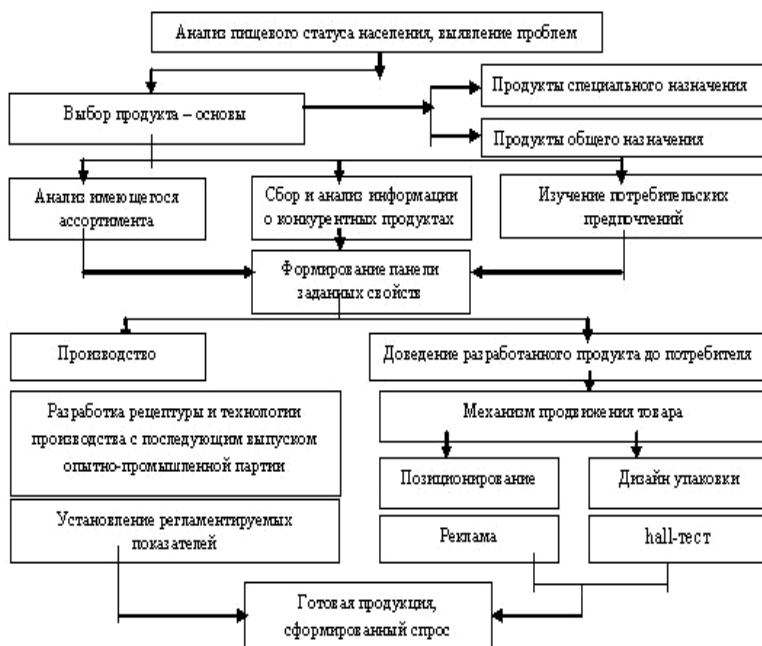 Анализ пищевого статуса населения, выявление проблем
Выбор продукта – основы
Продукты специального назначения
Продукты общего назначения
Анализ имеющегося
ассортимента
Сбор и анализ информации
о конкурентных продуктах
Изучение потребительских
предпочтений
Формирование панели
заданных свойств
Производство
Доведение разработанного продукта до потребителя
Разработка рецептуры и технологии
производства с последующим выпуском
опытно-промышленной партии
Механизм продвижения товара
Позиционирование
Дизайн упаковки
Установление регламентируемых
показателей
Реклама
hall-тест
Готовая продукция,
сформированный спрос